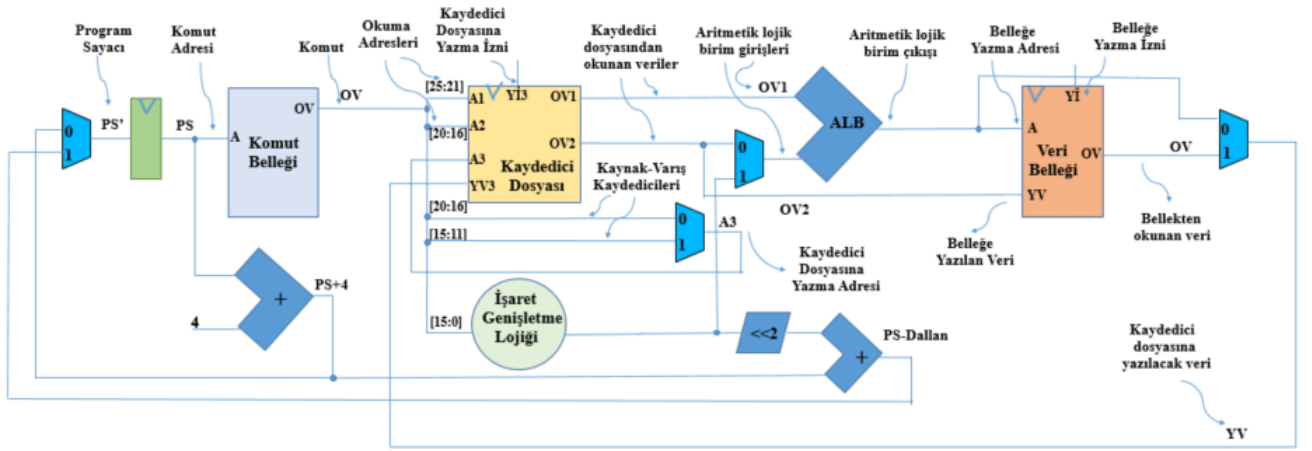 Program
Sayacı
Komut
Adresi
Komut
Okuma
Adresleri
Kaydedici
Dosyasına
Yazma İzni
Kaydedici
dosyasından
okunan veriler
Aritmetik lojik
birim girişleri
Aritmetik lojik
birim çıkışı
Belleğe
Yazma Adresi
Belleğe
Yazma İzni
0
1
PS'
PS
A
OV
Komut
Belleği
OV
[25:21]
[20:16]
A1
A2
A3
YV3
Yİ3
OV1
OV2
Kaydedici
Dosyası
[20:16]
[15:11]
[15:0]
Kaynak-Varış
Kaydedicileri
0
1
OV1
0
1
ALB
OV2
A
Yİ
OV
Veri
Belleği
YV
OV
0
1
A3
Kaydedici
Dosyasına
Yazma Adresi
Belleğe
Yazılan Veri
Bellekten
okunan veri
4
+
PS+4
İşaret
Genişletme
Lojiği
<<2
+
PS-Dallan
Kaydedici
dosyasına
yazılacak veri
YV